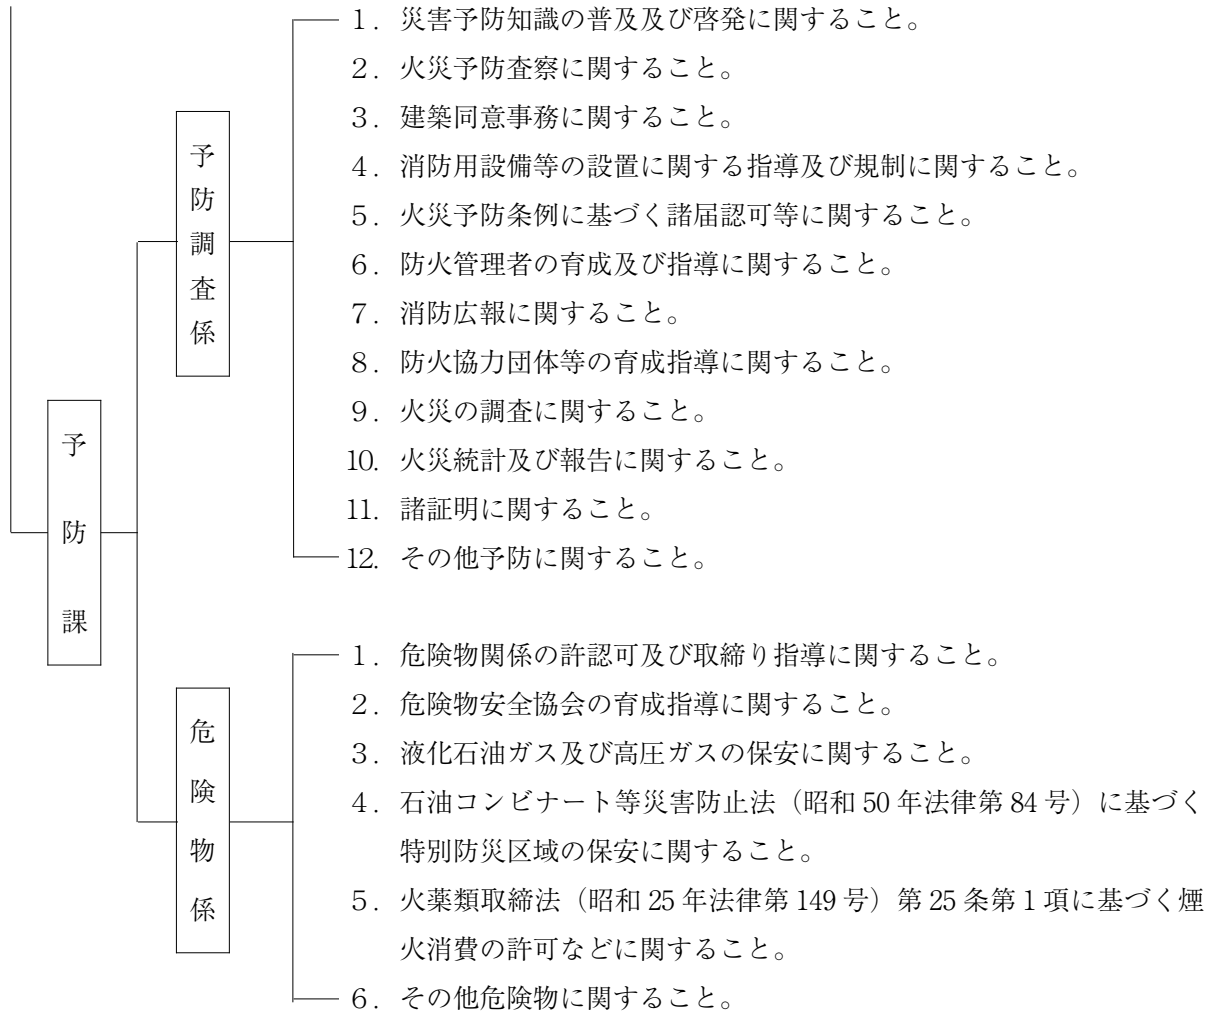 予防課
予防調査係
１．災害予防知識の普及及び啓発に関すること。
２．火災予防査察に関すること。
３．建築同意事務に関すること。
４．消防用設備等の設置に関する指導及び規制に関すること。
５．火災予防条例に基づく諸届認可等に関すること。
６．防火管理者の育成及び指導に関すること。
７．消防広報に関すること。
８．防火協力団体等の育成指導に関すること。
９．火災の調査に関すること。
10. 火災統計及び報告に関すること。
11. 諸証明に関すること。
12. その他予防に関すること。
危険物係
１．危険物関係の許認可及び取締り指導に関すること。
２．危険物安全協会の育成指導に関すること。
３．液化石油ガス及び高圧ガスの保安に関すること。
４．石油コンビナート等災害防止法（昭和 50 年法律第 84 号）に基づく
特別防災区域の保安に関すること。
５．火薬類取締法（昭和 25 年法律第 149 号）第 25 条第１項に基づく煙
火消費の許可などに関すること。
６．その他危険物に関すること。